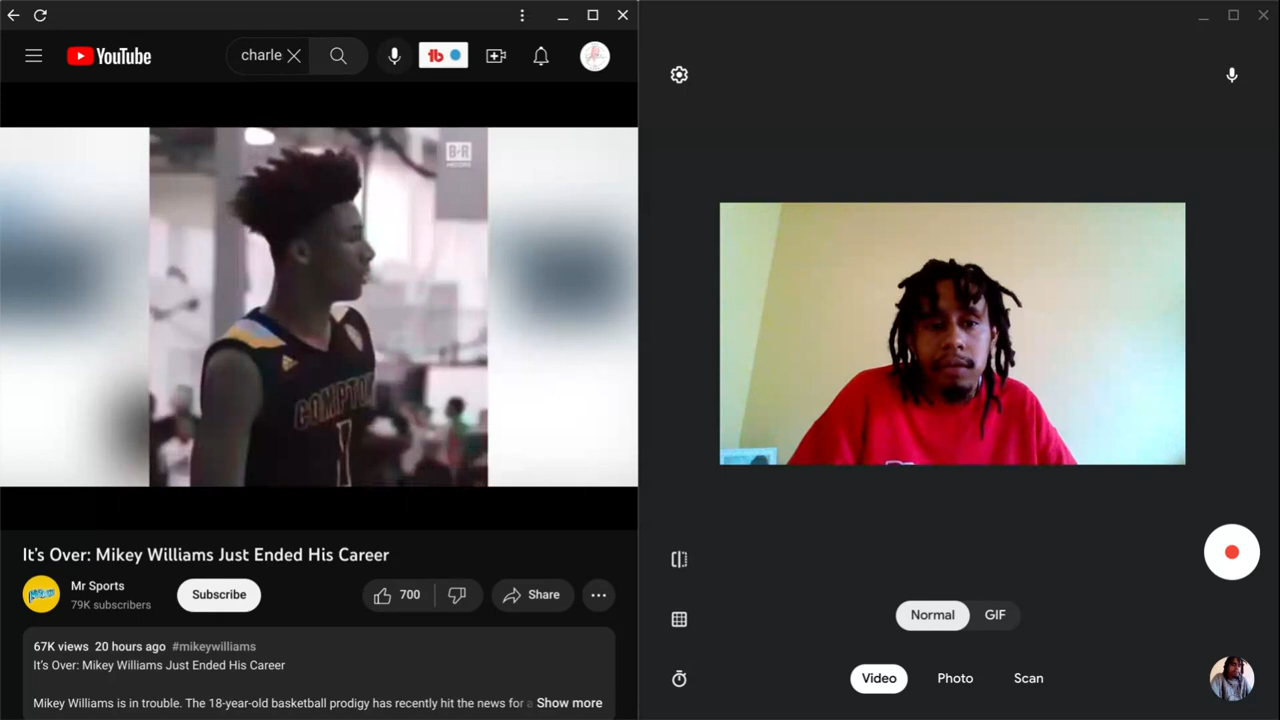 YouTube
charle
B/R
COMPTON
1
It's Over: Mikey Williams Just Ended His Career
Mr Sports
79K subscribers
Subscribe
700
Share
67K views 20 hours ago #mikeywilliams
It's Over: Mikey Williams Just Ended His Career
Mikey Williams is in trouble. The 18-year-old basketball prodigy has recently hit the news for a Show more
Normal
GIF
Video
Photo
Scan